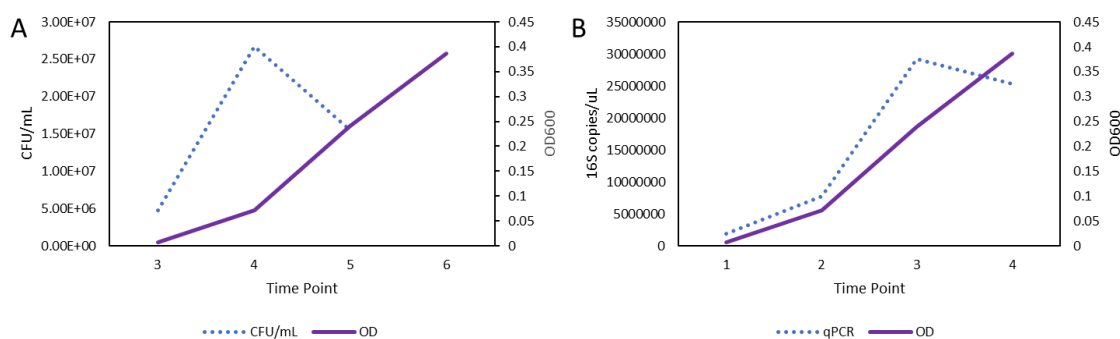 A
CFU/mL
3.00E+07
2.50E+07
2.00E+07
1.50E+07
1.00E+07
5.00E+06
0.00E+00
0.45
0.4
0.35
0.3
0.25
0.2
0.15
0.1
0.05
0
OD600
3 4 5 6
Time Point
CFU/mL OD
B
16S copies/uL
35000000
30000000
25000000
20000000
15000000
10000000
5000000
0
0.45
0.4
0.35
0.3
0.25
0.2
0.15
0.1
0.05
0
OD600
1 2 3 4
Time Point
qPCR OD